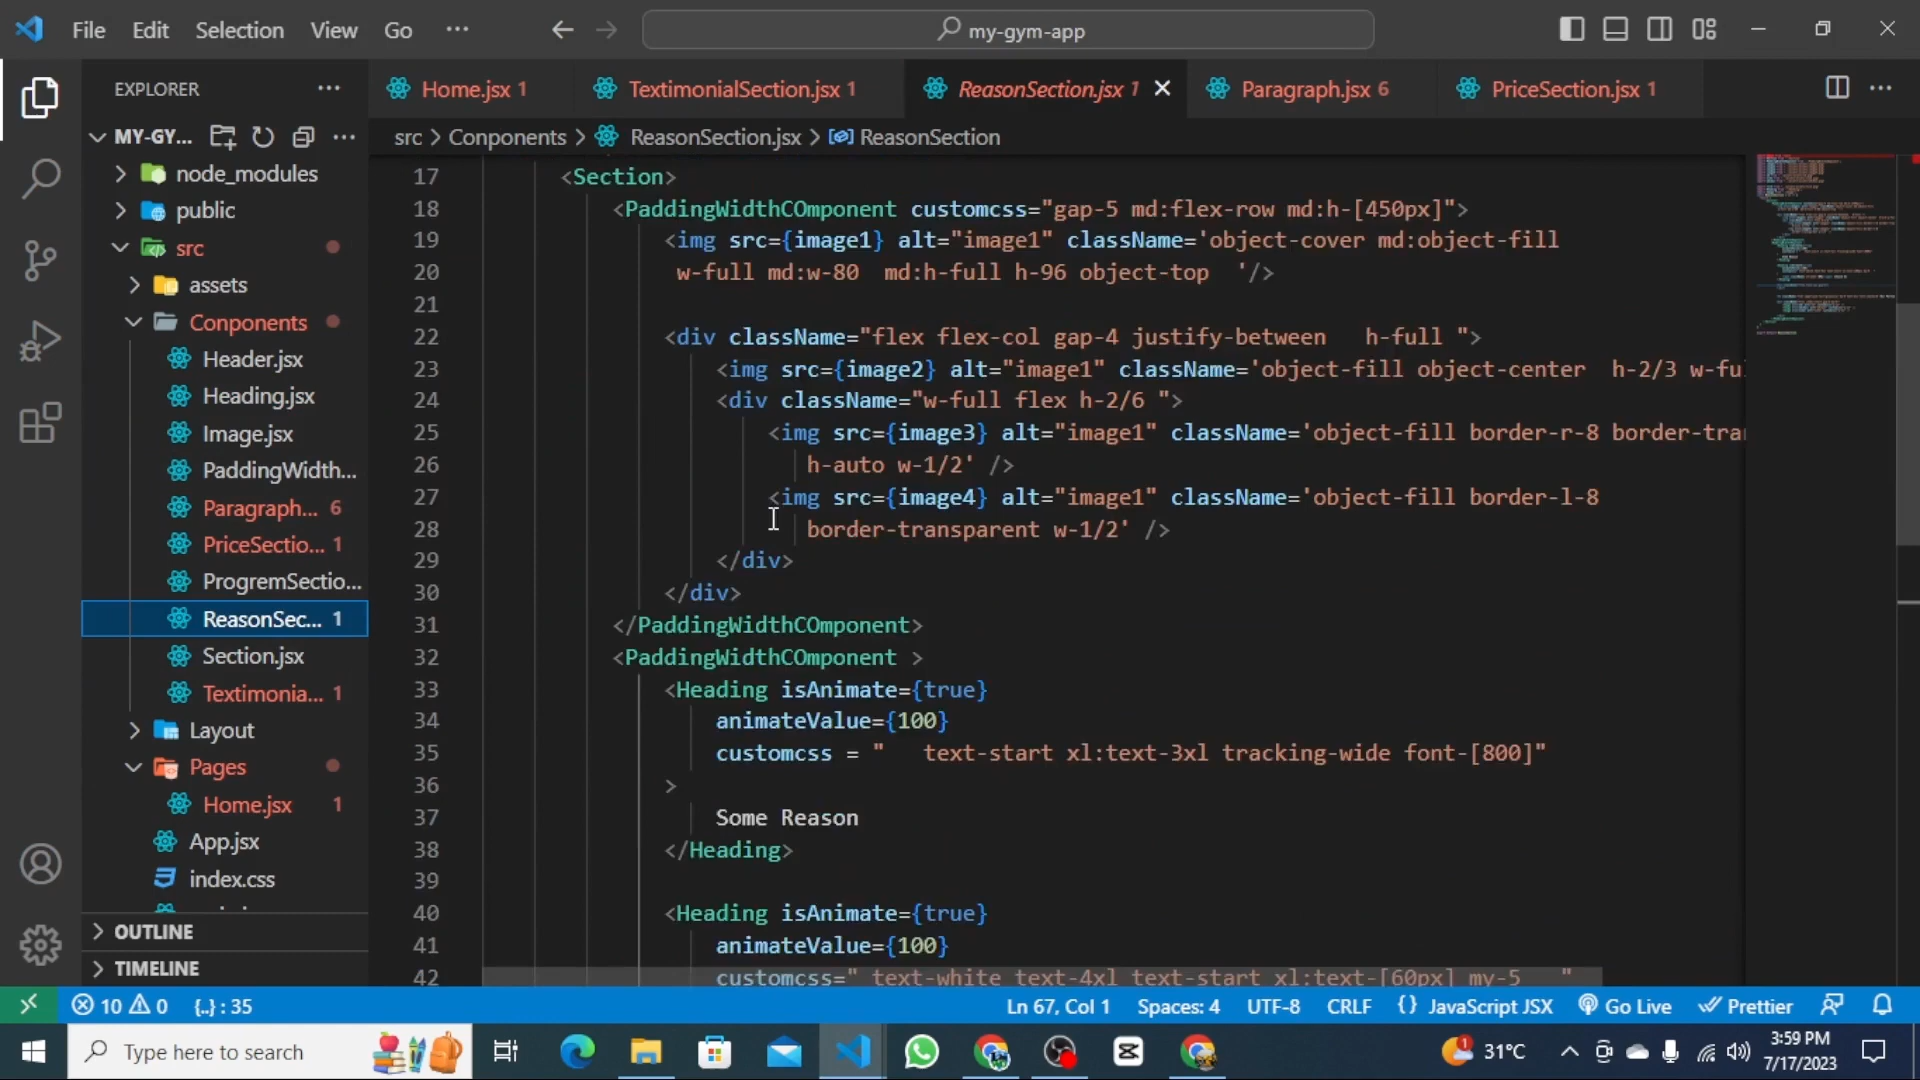 File Edit Selection View Go ··· my-gym-app
EXPLORER ···
Home.jsx 1 TextimonialSection.jsx 1 ReasonSection.jsx 1 Paragraph.jsx 6 PriceSection.jsx 1
MY-GY... ···
src > Conponents > ReasonSection.jsx > ReasonSection
node_modules
public
src
assets
Conponents
Header.jsx
Heading.jsx
Image.jsx
PaddingWidth...
Paragraph... 6
PriceSectio... 1
ProgremSectio...
ReasonSec... 1
Section.jsx
Textimonia... 1
Layout
Pages
Home.jsx 1
App.jsx
index.css
OUTLINE
TIMELINE
17 <Section>
18 <PaddingWidthCOmponent customcss="gap-5 md:flex-row md:h-[450px]">
19 <img src={image1} alt="image1" className='object-cover md:object-fill
20 w-full md:w-80  md:h-full h-96 object-top  '/>
21
22 <div className="flex flex-col gap-4 justify-between   h-full ">
23 <img src={image2} alt="image1" className='object-fill object-center  h-2/3 w-fu
24 <div className="w-full flex h-2/6 ">
25 <img src={image3} alt="image1" className='object-fill border-r-8 border-tra
26 h-auto w-1/2' />
27 <img src={image4} alt="image1" className='object-fill border-l-8
28 border-transparent w-1/2' />
29 </div>
30 </div>
31 </PaddingWidthCOmponent>
32 <PaddingWidthCOmponent >
33 <Heading isAnimate={true}
34 animateValue={100}
35 customcss = "   text-start xl:text-3xl tracking-wide font-[800]"
36 >
37 Some Reason
38 </Heading>
39
40 <Heading isAnimate={true}
41 animateValue={100}
42 customcss=" text-white text-4xl text-start xl:text-[60px] my-5   "
10 0 {..} : 35 Ln 67, Col 1 Spaces: 4 UTF-8 CRLF {} JavaScript JSX Go Live Prettier
Type here to search 1 31°C 3:59 PM
7/17/2023